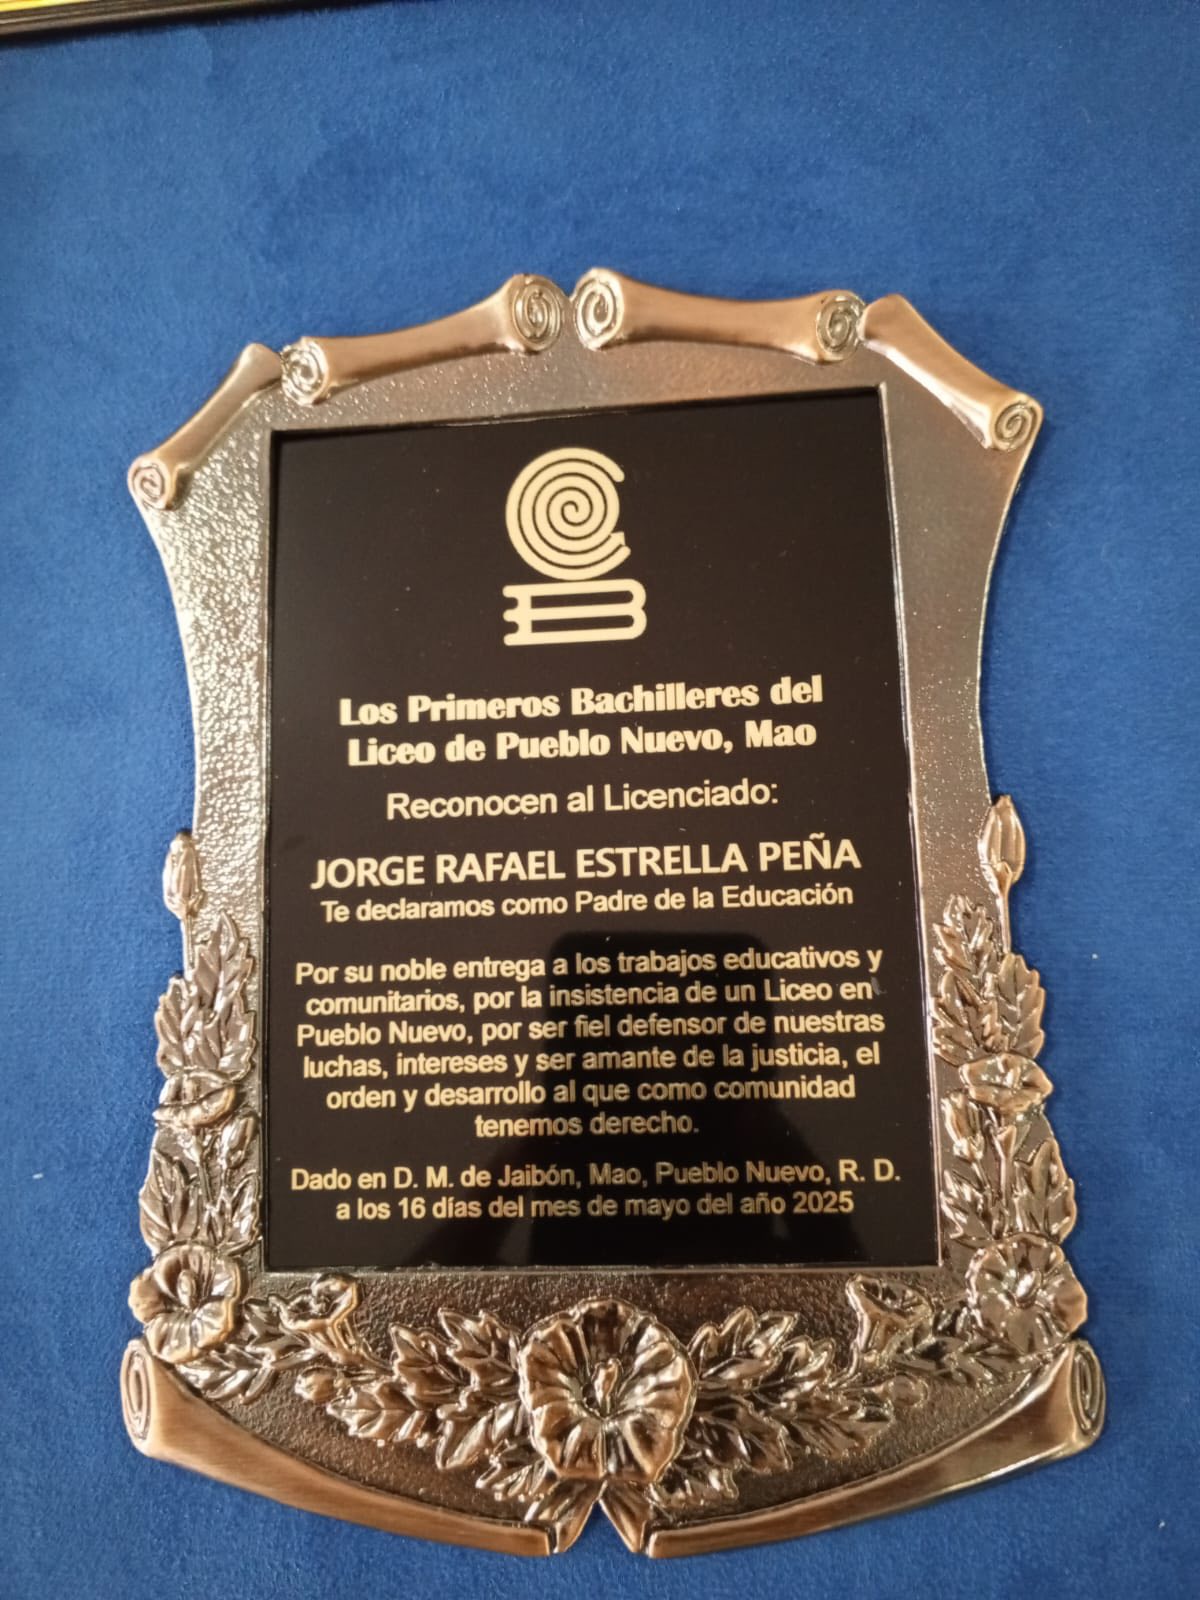 Los Primeros Bachilleres del
Liceo de Pueblo Nuevo, Mao
Reconocen al Licenciado:
JORGE RAFAEL ESTRELLA PEÑA
Te declaramos como Padre de la Educación
Por su noble entrega a los trabajos educativos y
comunitarios, por la insistencia de un Liceo en
Pueblo Nuevo, por ser fiel defensor de nuestras
luchas, intereses y ser amante de la justicia, el
orden y desarrollo al que como comunidad
tenemos derecho.
Dado en D. M. de Jaibón, Mao, Pueblo Nuevo, R. D.
a los 16 días del mes de mayo del año 2025